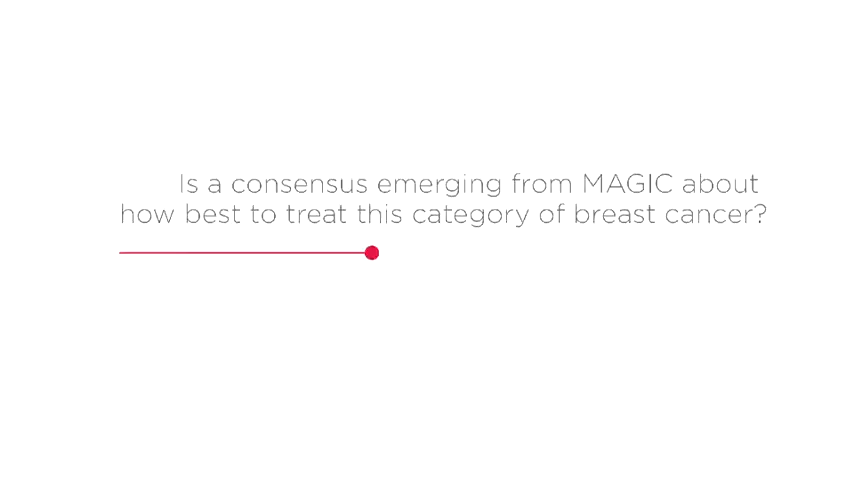 Is a consensus emerging from MAGIC about
how best to treat this category of breast cancer?